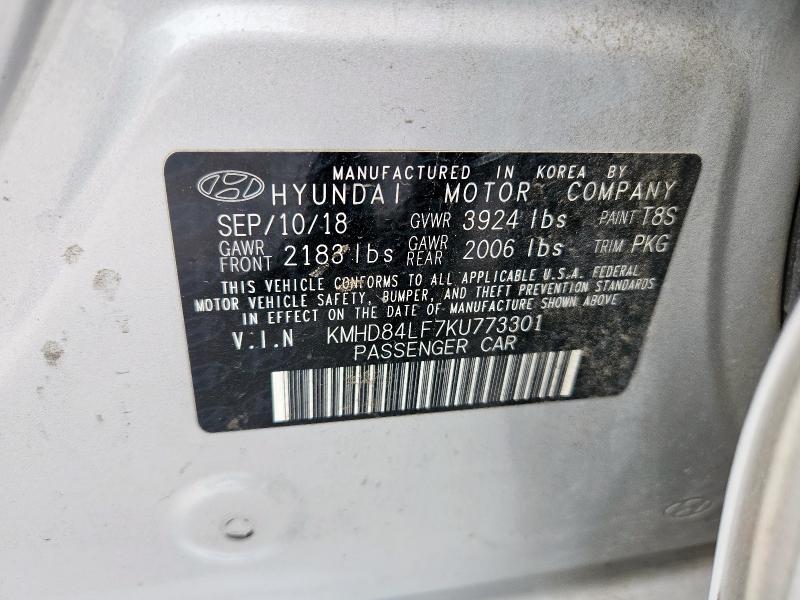 MANUFACTURED IN KOREA BY
HYUNDAI MOTOR COMPANY
SEP/10/18 GVWR 3924 lbs PAINT T8S
GAWR FRONT 2183 lbs GAWR REAR 2006 lbs TRIM PKG
THIS VEHICLE CONFORMS TO ALL APPLICABLE U.S.A. FEDERAL
MOTOR VEHICLE SAFETY, BUMPER, AND THEFT PREVENTION STANDARDS
IN EFFECT ON THE DATE OF MANUFACTURE SHOWN ABOVE
V.I.N KMHD84LF7KU773301
PASSENGER CAR